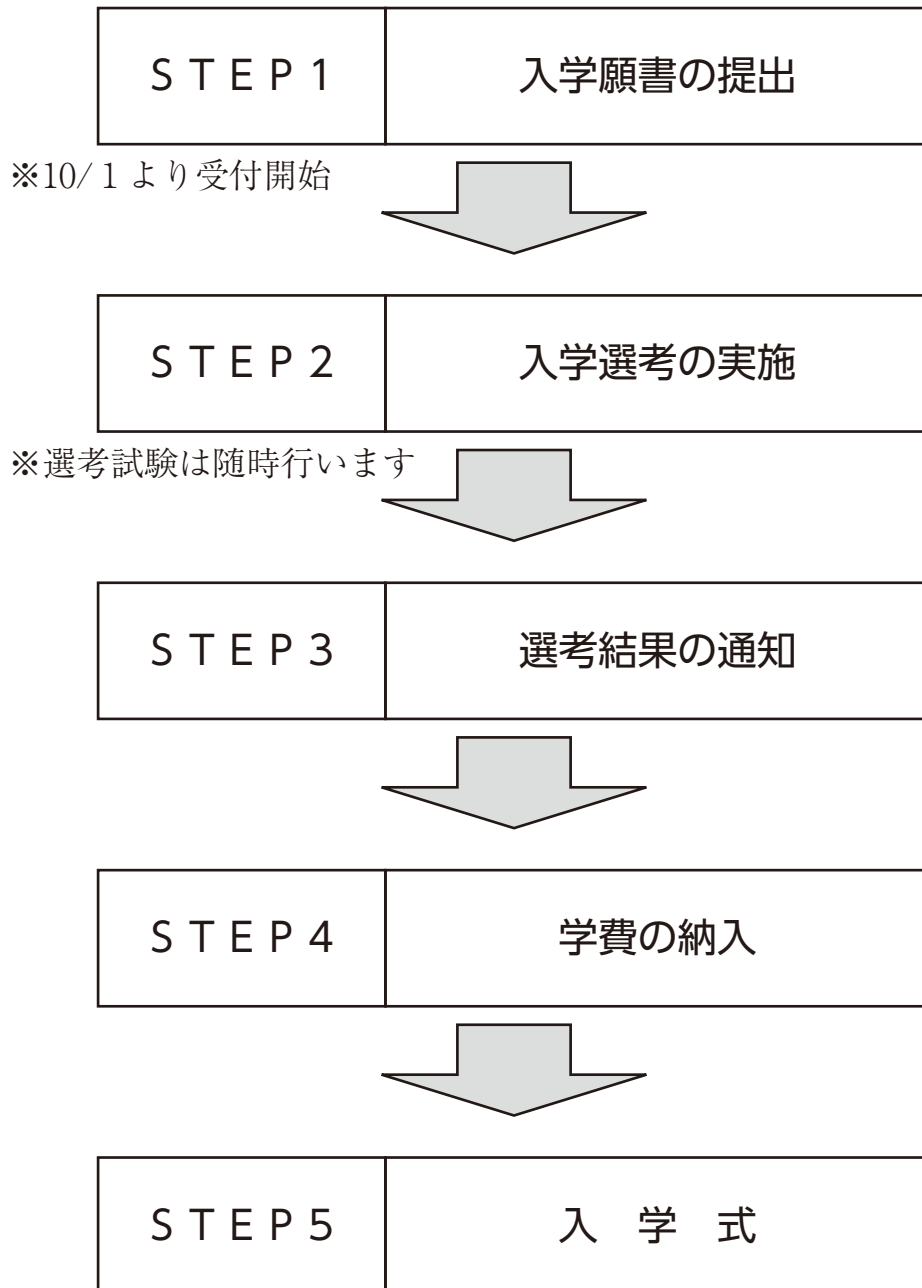 ＳＴＥＰ１ 入学願書の提出
※10/１より受付開始
ＳＴＥＰ２ 入学選考の実施
※選考試験は随時行います
ＳＴＥＰ３ 選考結果の通知
ＳＴＥＰ４ 学費の納入
ＳＴＥＰ５ 入　学　式